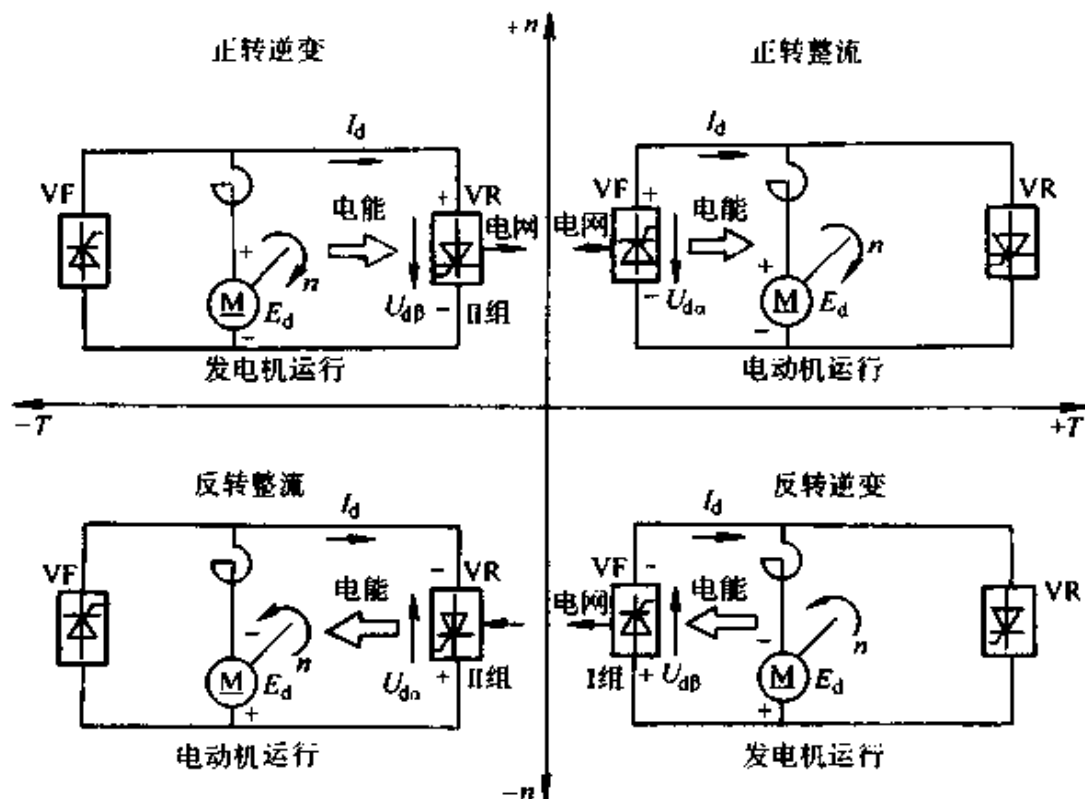 +n
正转逆变
正转整流
I_d
I_d
VF
+
VR
VF
+
VR
电能
电网
电网
电能
+
n
+
n
M
E_d
U_dβ
-
II组
-
U_dα
M
E_d
-
-
发电机运行
电动机运行
-T
+T
反转整流
反转逆变
I_d
I_d
VF
-
VR
VF
-
VR
电能
电网
电能
-
n
-
n
M
E_d
U_dα
+
II组
I组
+
U_dβ
M
E_d
+
+
电动机运行
发电机运行
-n